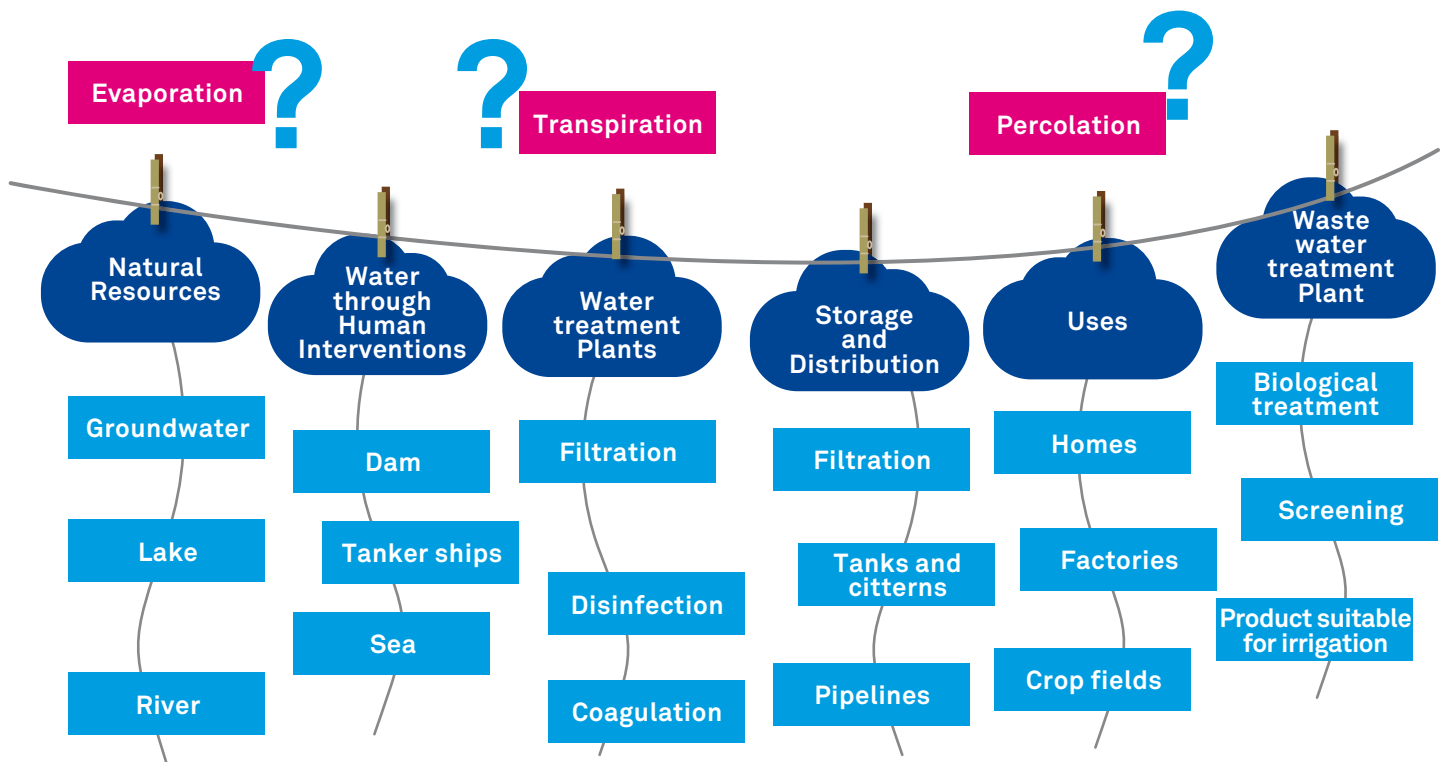 Evaporation
?
?
Transpiration
Percolation
?
Natural
Resources
Groundwater
Lake
River
Water
through
Human
Interventions
Dam
Tanker ships
Sea
Water
treatment
Plants
Filtration
Disinfection
Coagulation
Storage
and
Distribution
Filtration
Tanks and
citterns
Pipelines
Uses
Homes
Factories
Crop fields
Waste
water
treatment
Plant
Biological
treatment
Screening
Product suitable
for irrigation